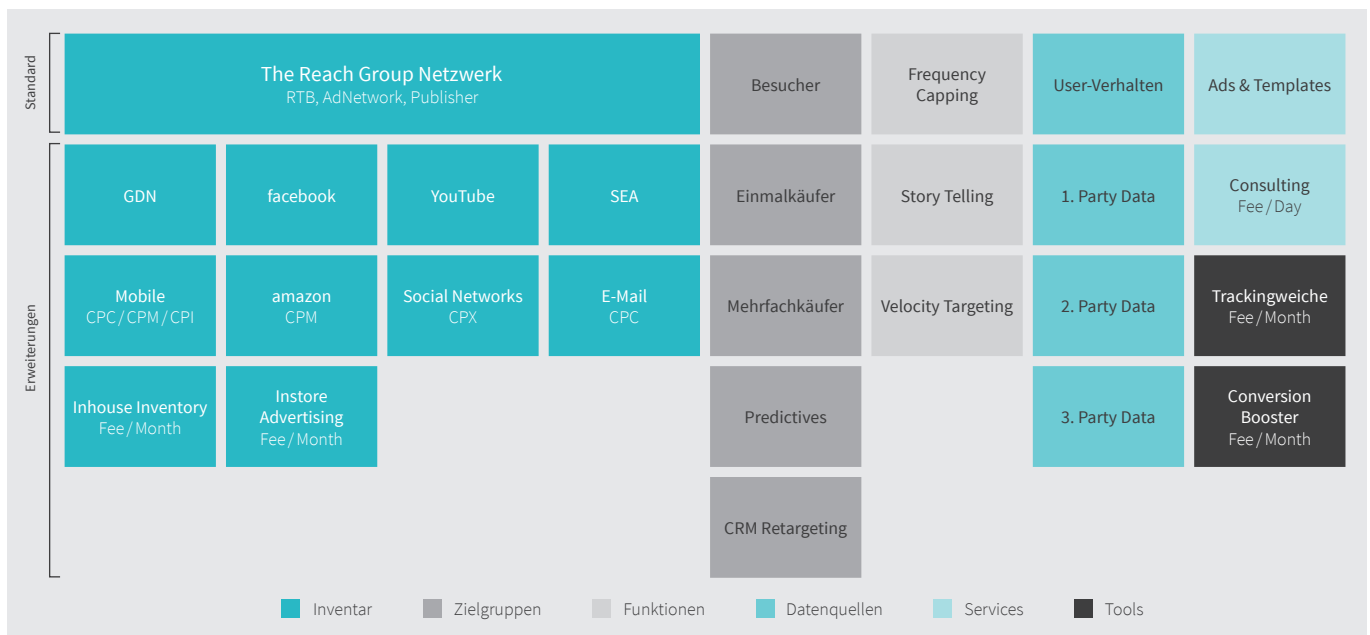 Standard
The Reach Group Netzwerk
RTB, AdNetwork, Publisher
Besucher
Frequency
Capping
User-Verhalten
Ads & Templates
Erweiterungen
GDN
facebook
YouTube
SEA
Einmalkäufer
Story Telling
1. Party Data
Consulting
Fee / Day
Mobile
CPC / CPM / CPI
amazon
CPM
Social Networks
CPX
E-Mail
CPC
Mehrfachkäufer
Velocity Targeting
2. Party Data
Trackingweiche
Fee / Month
Inhouse Inventory
Fee / Month
Instore
Advertising
Fee / Month
Predictives
3. Party Data
Conversion
Booster
Fee / Month
CRM Retargeting
Inventar
Zielgruppen
Funktionen
Datenquellen
Services
Tools